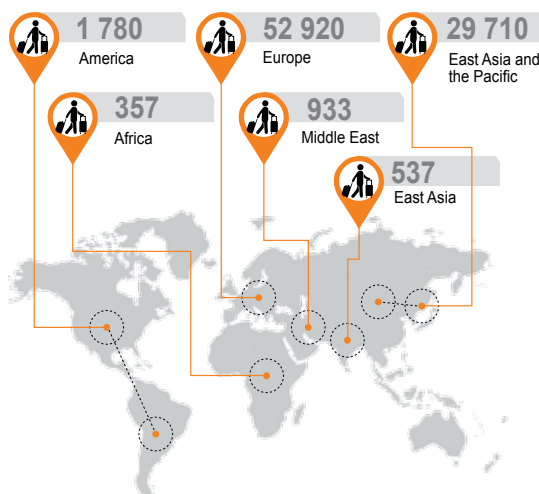 1 780
America
52 920
Europe
29 710
East Asia and
the Pacific
357
Africa
933
Middle East
537
East Asia